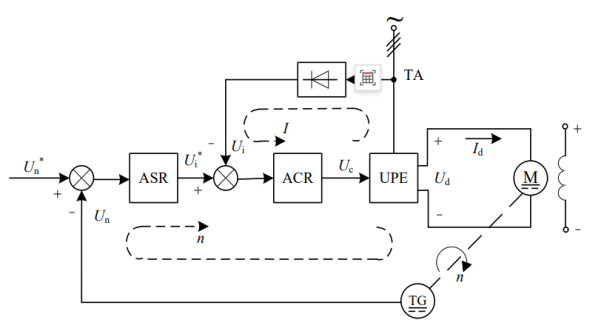 ~
TA
I
Un* + − Un
ASR
Ui* + − Ui
ACR
Uc
UPE
+ Ud −
Id
M
+
−
n
n
TG